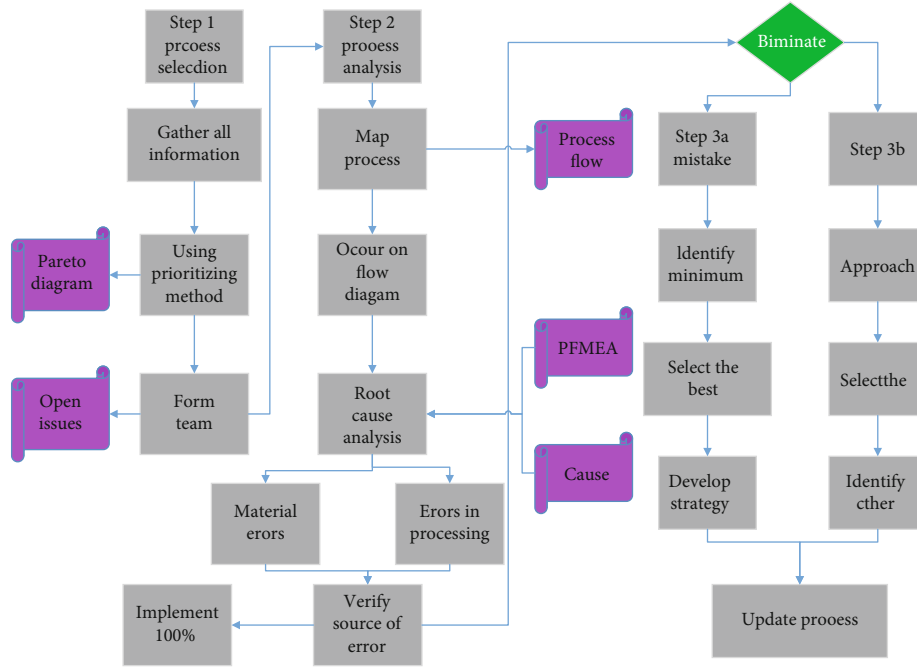 Step 1
prcoess
selecdion
Gather all
information
Using
prioritizing
method
Pareto
diagram
Form
team
Open
issues
Step 2
prooess
analysis
Map
process
Process
flow
Ocour on
flow
diagam
Root
cause
analysis
PFMEA
Cause
Material
erors
Erors in
processing
Verify
source of
error
Implement
100%
Biminate
Step 3a
mistake
Identify
minimum
Select the
best
Develop
strategy
Step 3b
Approach
Selectthe
Identify
cther
Update prooess